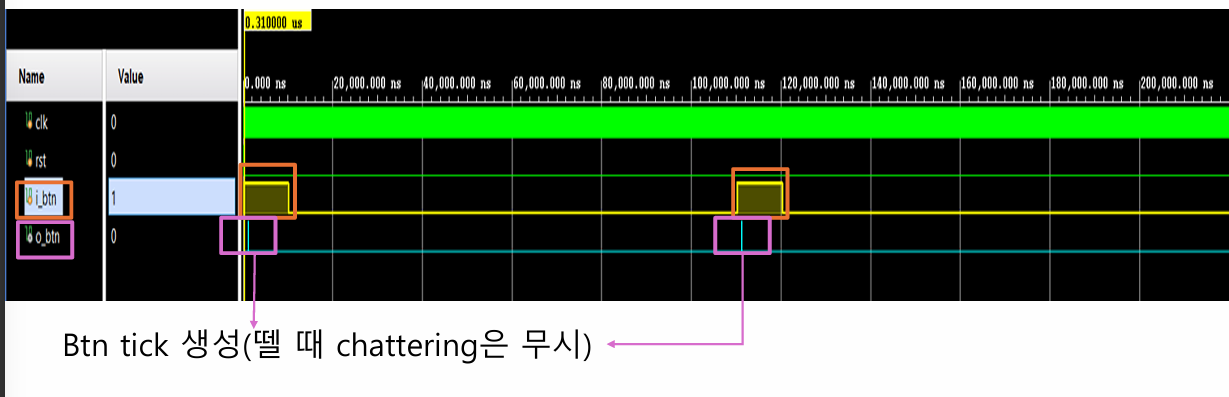 0.310000 us
Name
Value
0.000 ns
20,000.000 ns
40,000.000 ns
60,000.000 ns
80,000.000 ns
100,000.000 ns
120,000.000 ns
140,000.000 ns
160,000.000 ns
180,000.000 ns
200,000.000 ns
clk 0
rst 0
i_btn 1
o_btn 0
Btn tick 생성(뗄 때 chattering은 무시)